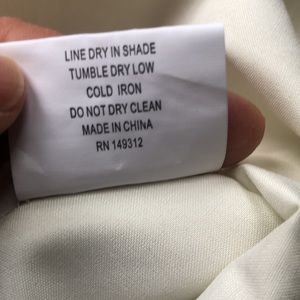 LINE DRY IN SHADE
TUMBLE DRY LOW
COLD IRON
DO NOT DRY CLEAN
MADE IN CHINA
RN 149312